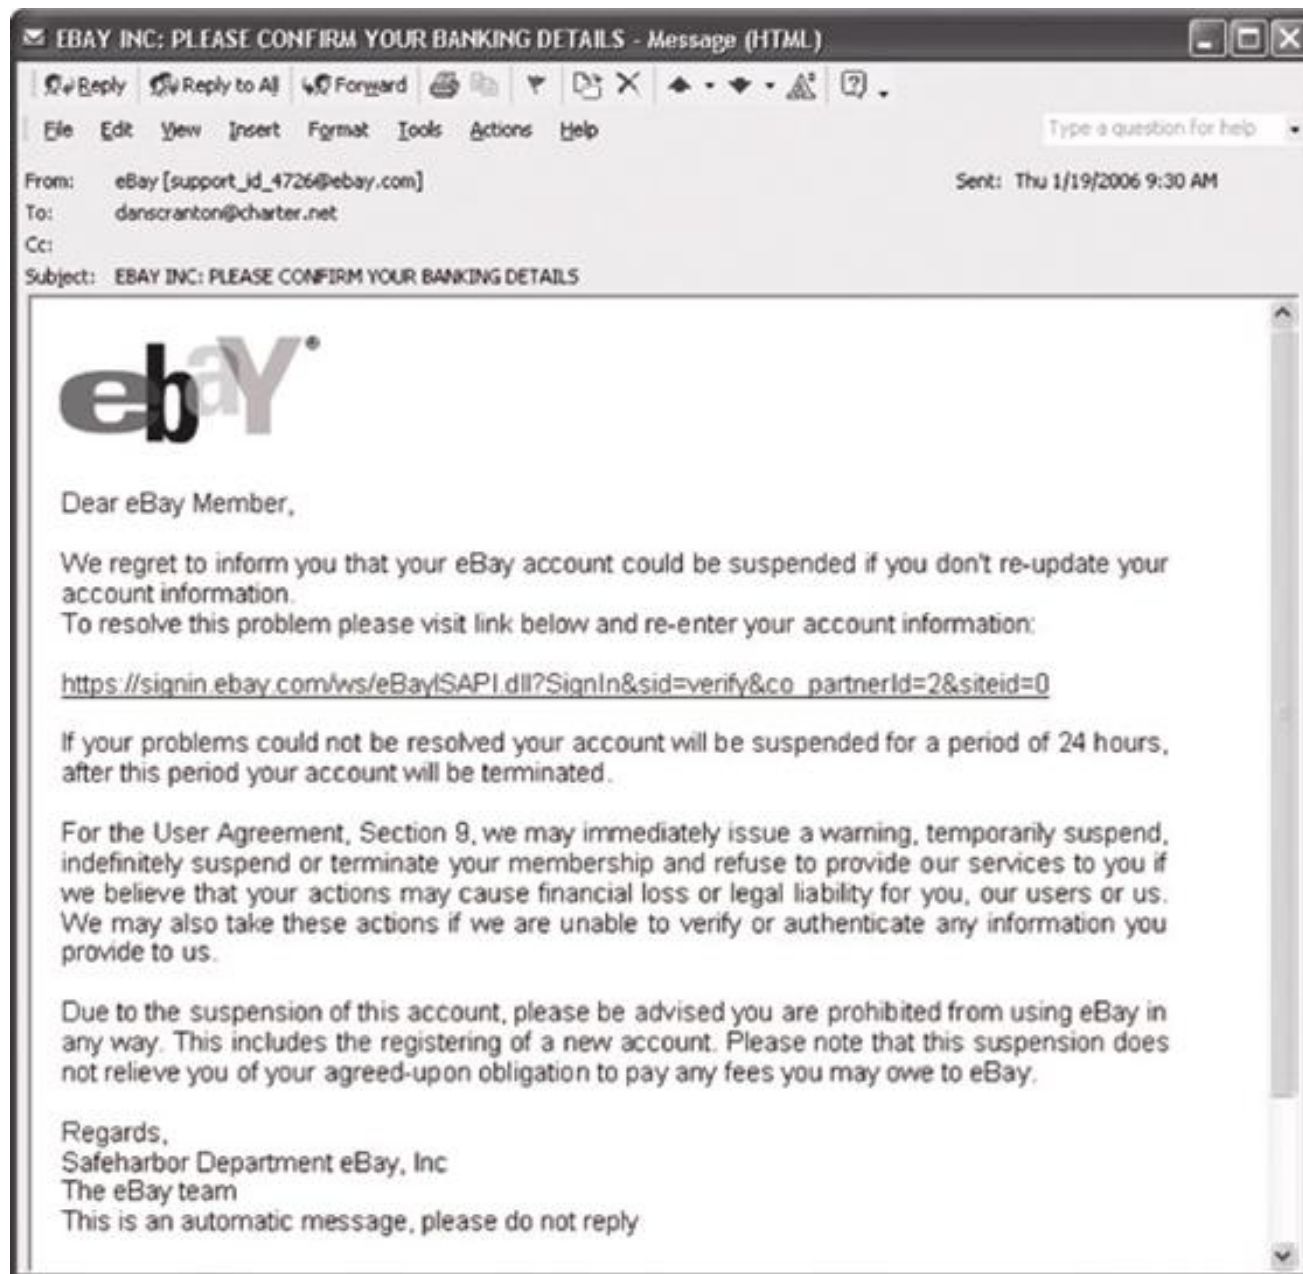 EBAY INC: PLEASE CONFIRM YOUR BANKING DETAILS - Message (HTML)
Reply Reply to All Forward
File Edit View Insert Format Tools Actions Help Type a question for help
From: eBay [support_id_4726@ebay.com] Sent: Thu 1/19/2006 9:30 AM
To: danscranton@charter.net
Cc:
Subject: EBAY INC: PLEASE CONFIRM YOUR BANKING DETAILS
ebaY®
Dear eBay Member,
We regret to inform you that your eBay account could be suspended if you don't re-update your
account information.
To resolve this problem please visit link below and re-enter your account information:
https://signin.ebay.com/ws/eBayISAPI.dll?SignIn&sid=verify&co_partnerId=2&siteid=0
If your problems could not be resolved your account will be suspended for a period of 24 hours,
after this period your account will be terminated.
For the User Agreement, Section 9, we may immediately issue a warning, temporarily suspend,
indefinitely suspend or terminate your membership and refuse to provide our services to you if
we believe that your actions may cause financial loss or legal liability for you, our users or us.
We may also take these actions if we are unable to verify or authenticate any information you
provide to us.
Due to the suspension of this account, please be advised you are prohibited from using eBay in
any way. This includes the registering of a new account. Please note that this suspension does
not relieve you of your agreed-upon obligation to pay any fees you may owe to eBay.
Regards,
Safeharbor Department eBay, Inc
The eBay team
This is an automatic message, please do not reply